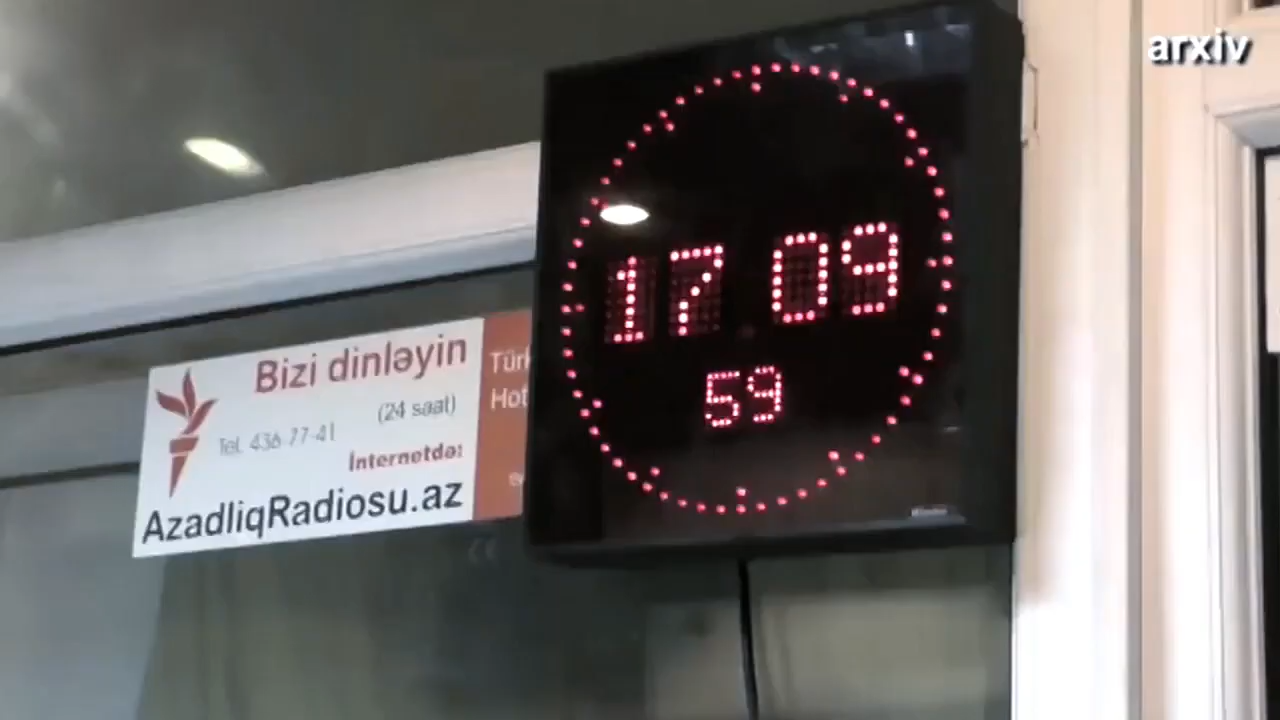 arxiv
17 09
59
Bizi dinləyin
(24 saat)
Tel. 436-77-41
İnternetdə:
AzadliqRadiosu.az